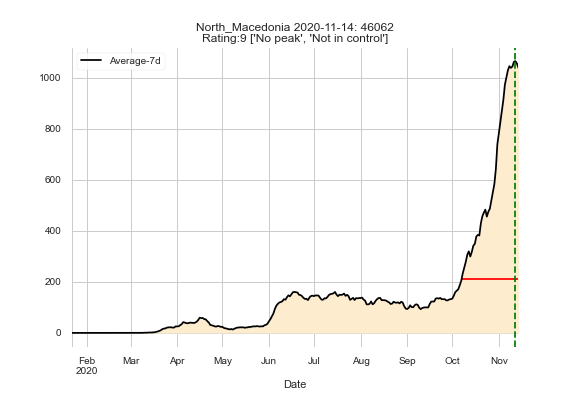 North_Macedonia 2020-11-14: 46062
Rating:9 ['No peak', 'Not in control']
Average-7d
1000
800
600
400
200
0
Feb Mar Apr May Jun Jul Aug Sep Oct Nov
2020
Date